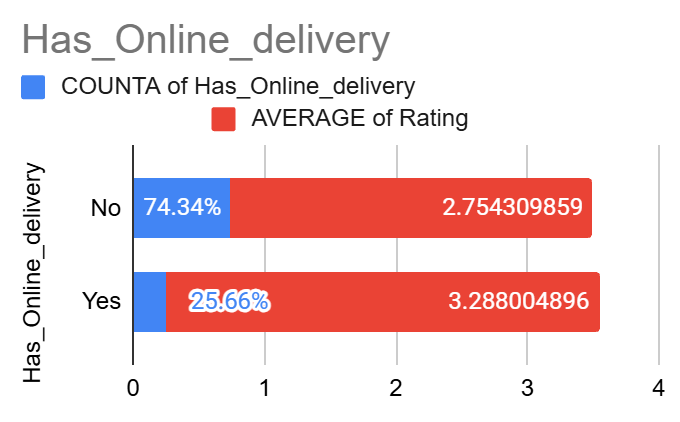 Has_Online_delivery
COUNTA of Has_Online_delivery
AVERAGE of Rating
Has_Online_delivery
No
74.34%
2.754309859
Yes
25.66%
3.288004896
0
1
2
3
4